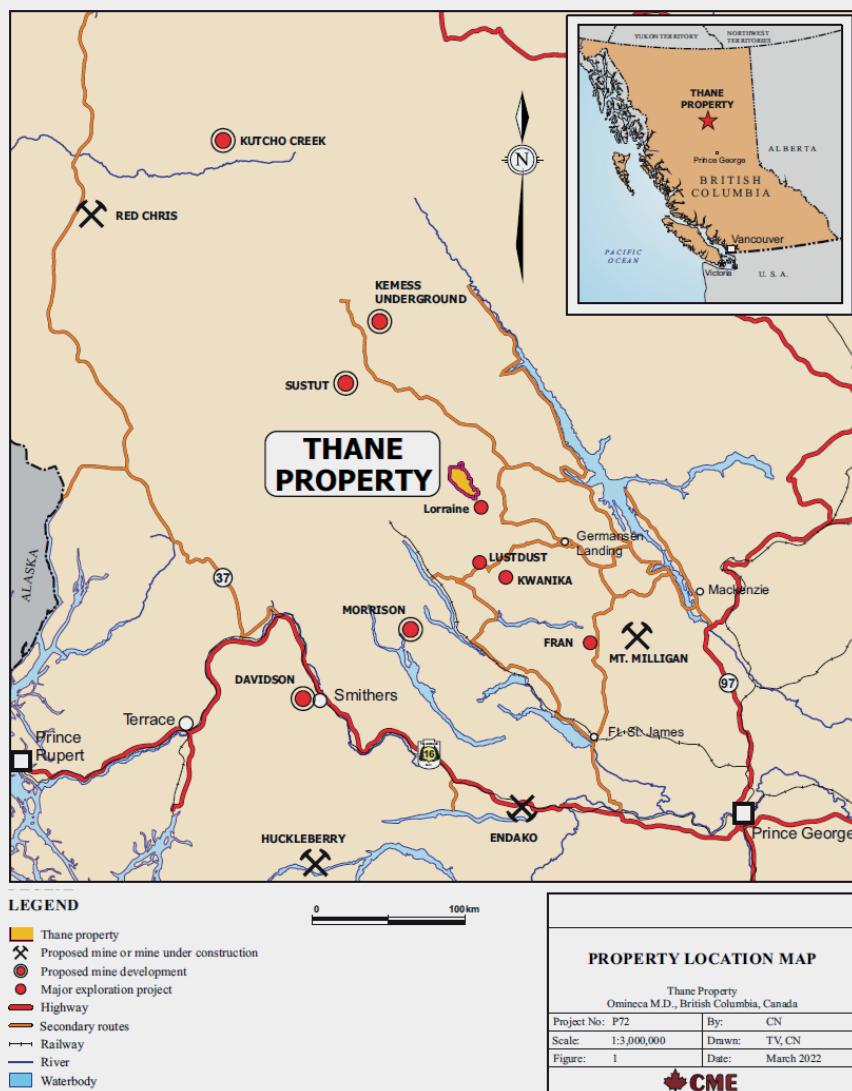 KUTCHO CREEK
RED CHRIS
N
KEMESS
UNDERGROUND
SUSTUT
THANE
PROPERTY
Lorraine
Germansen
Landing
LUSTDUST
KWANIKA
Mackenzie
ALASKA
37
MORRISON
FRAN
MT. MILLIGAN
97
DAVIDSON
Smithers
Terrace
Prince
Rupert
Ft. St. James
16
HUCKLEBERRY
ENDAKO
Prince George
YUKON TERRITORY
NORTHWEST
TERRITORIES
THANE
PROPERTY
Prince George
ALBERTA
BRITISH
COLUMBIA
PACIFIC
OCEAN
Vancouver
Victoria
U. S. A.
LEGEND
Thane property
Proposed mine or mine under construction
Proposed mine development
Major exploration project
Highway
Secondary routes
Railway
River
Waterbody
0 100km
PROPERTY LOCATION MAP
Thane Property
Omineca M.D., British Columbia, Canada
Project No: P72 By: CN
Scale: 1:3,000,000 Drawn: TV, CN
Figure: 1 Date: March 2022
CME